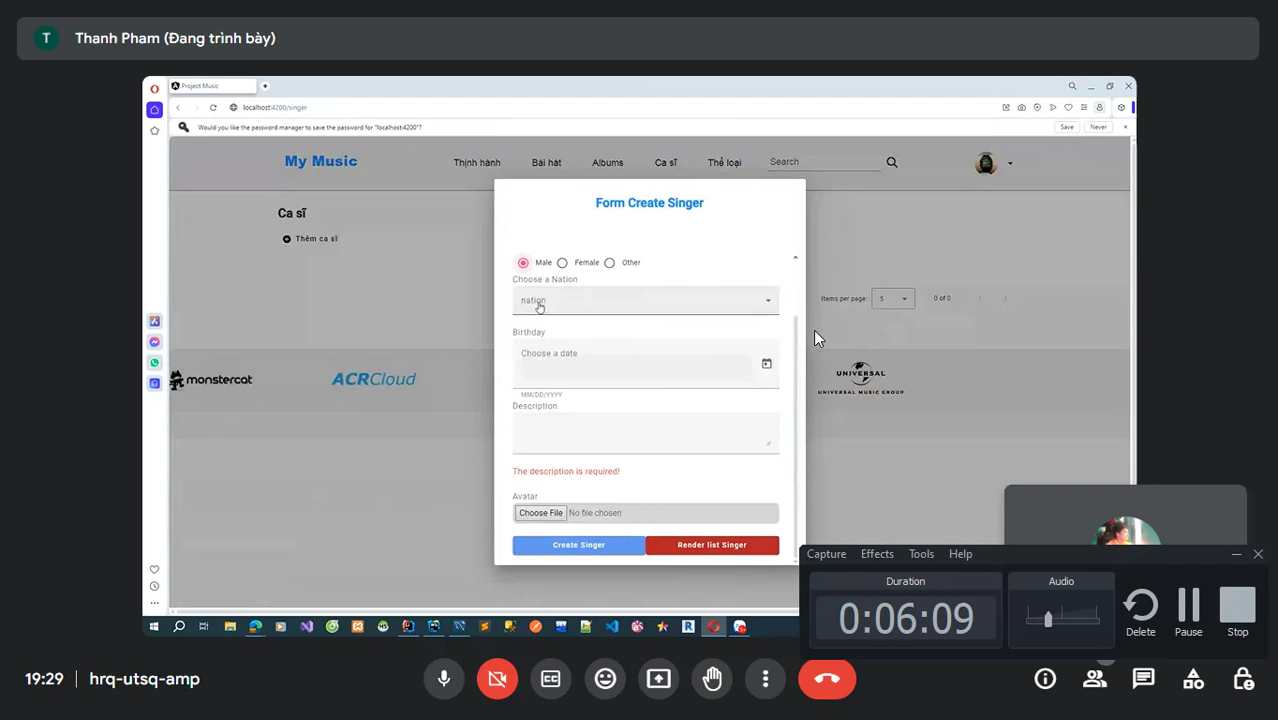 T Thanh Pham (Đang trình bày)
Project Music
localhost:4200/singer
Would you like the password manager to save the password for "localhost:4200"?
Save Never
My Music Thịnh hành Bài hát Albums Ca sĩ Thể loại Search
Ca sĩ
Thêm ca sĩ
Form Create Singer
Male Female Other
Choose a Nation
nation
Items per page: 5 0 of 0
Birthday
Choose a date
MM/DD/YYYY
monstercat ACRCloud UNIVERSAL
UNIVERSAL MUSIC GROUP
Description
The description is required!
Avatar
Choose File No file chosen
Create Singer Render list Singer
Capture Effects Tools Help
Duration Audio
0:06:09
Delete Pause Stop
19:29 hrq-utsq-amp